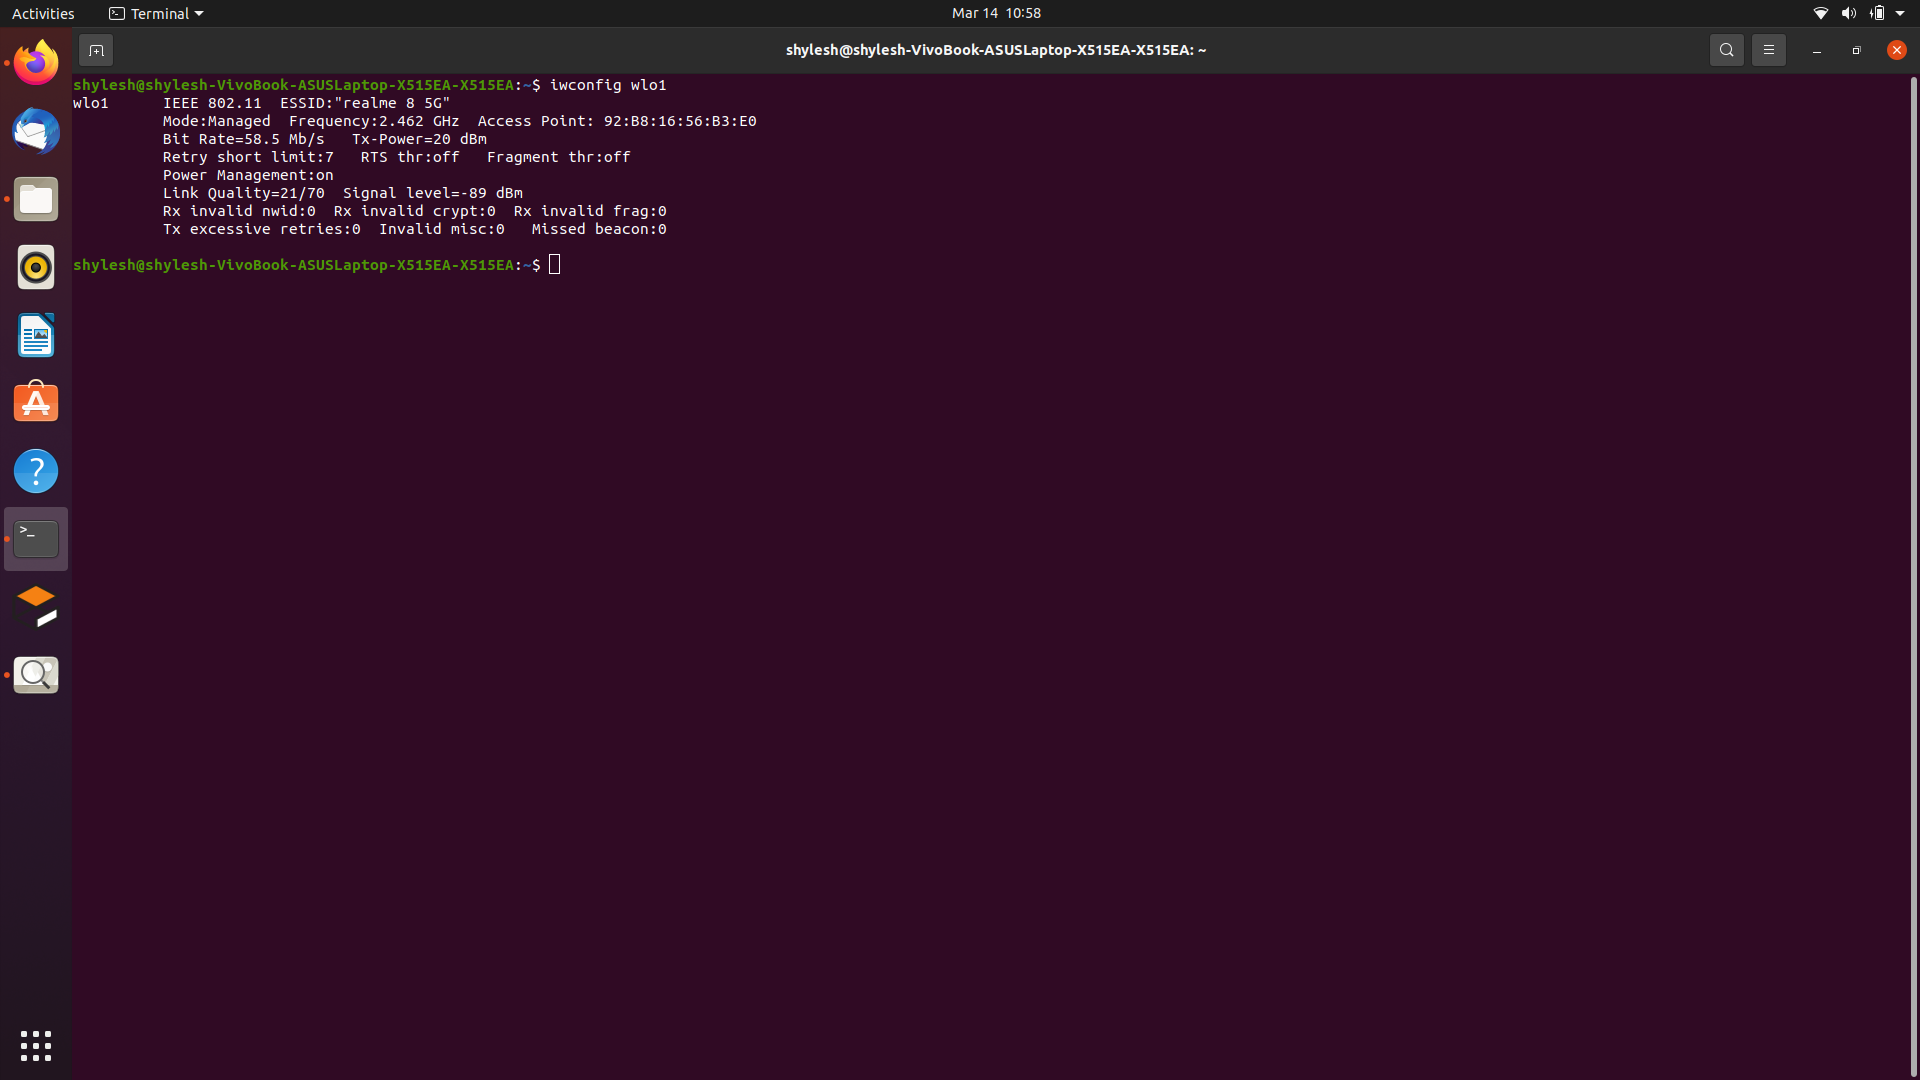 Activities Terminal Mar 14 10:58
shylesh@shylesh-VivoBook-ASUSLaptop-X515EA-X515EA: ~
shylesh@shylesh-VivoBook-ASUSLaptop-X515EA-X515EA:~$ iwconfig wlo1
wlo1      IEEE 802.11  ESSID:"realme 8 5G"
          Mode:Managed  Frequency:2.462 GHz  Access Point: 92:B8:16:56:B3:E0
          Bit Rate=58.5 Mb/s   Tx-Power=20 dBm
          Retry short limit:7   RTS thr:off   Fragment thr:off
          Power Management:on
          Link Quality=21/70  Signal level=-89 dBm
          Rx invalid nwid:0  Rx invalid crypt:0  Rx invalid frag:0
          Tx excessive retries:0  Invalid misc:0   Missed beacon:0
shylesh@shylesh-VivoBook-ASUSLaptop-X515EA-X515EA:~$